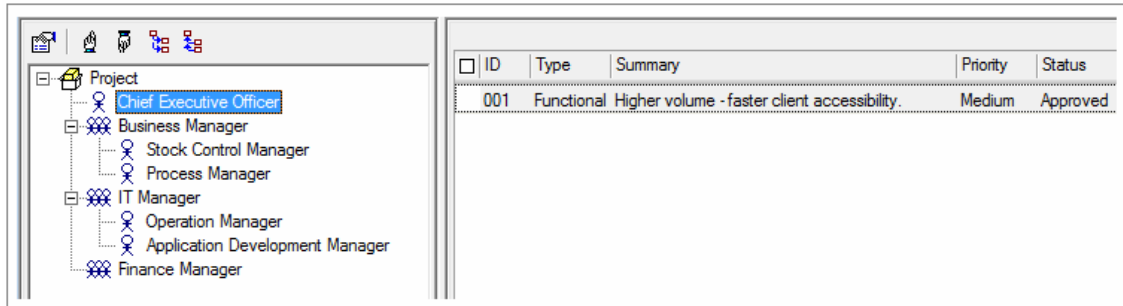 Project
Chief Executive Officer
Business Manager
Stock Control Manager
Process Manager
IT Manager
Operation Manager
Application Development Manager
Finance Manager
ID Type Summary Priority Status
001 Functional Higher volume - faster client accessibility. Medium Approved